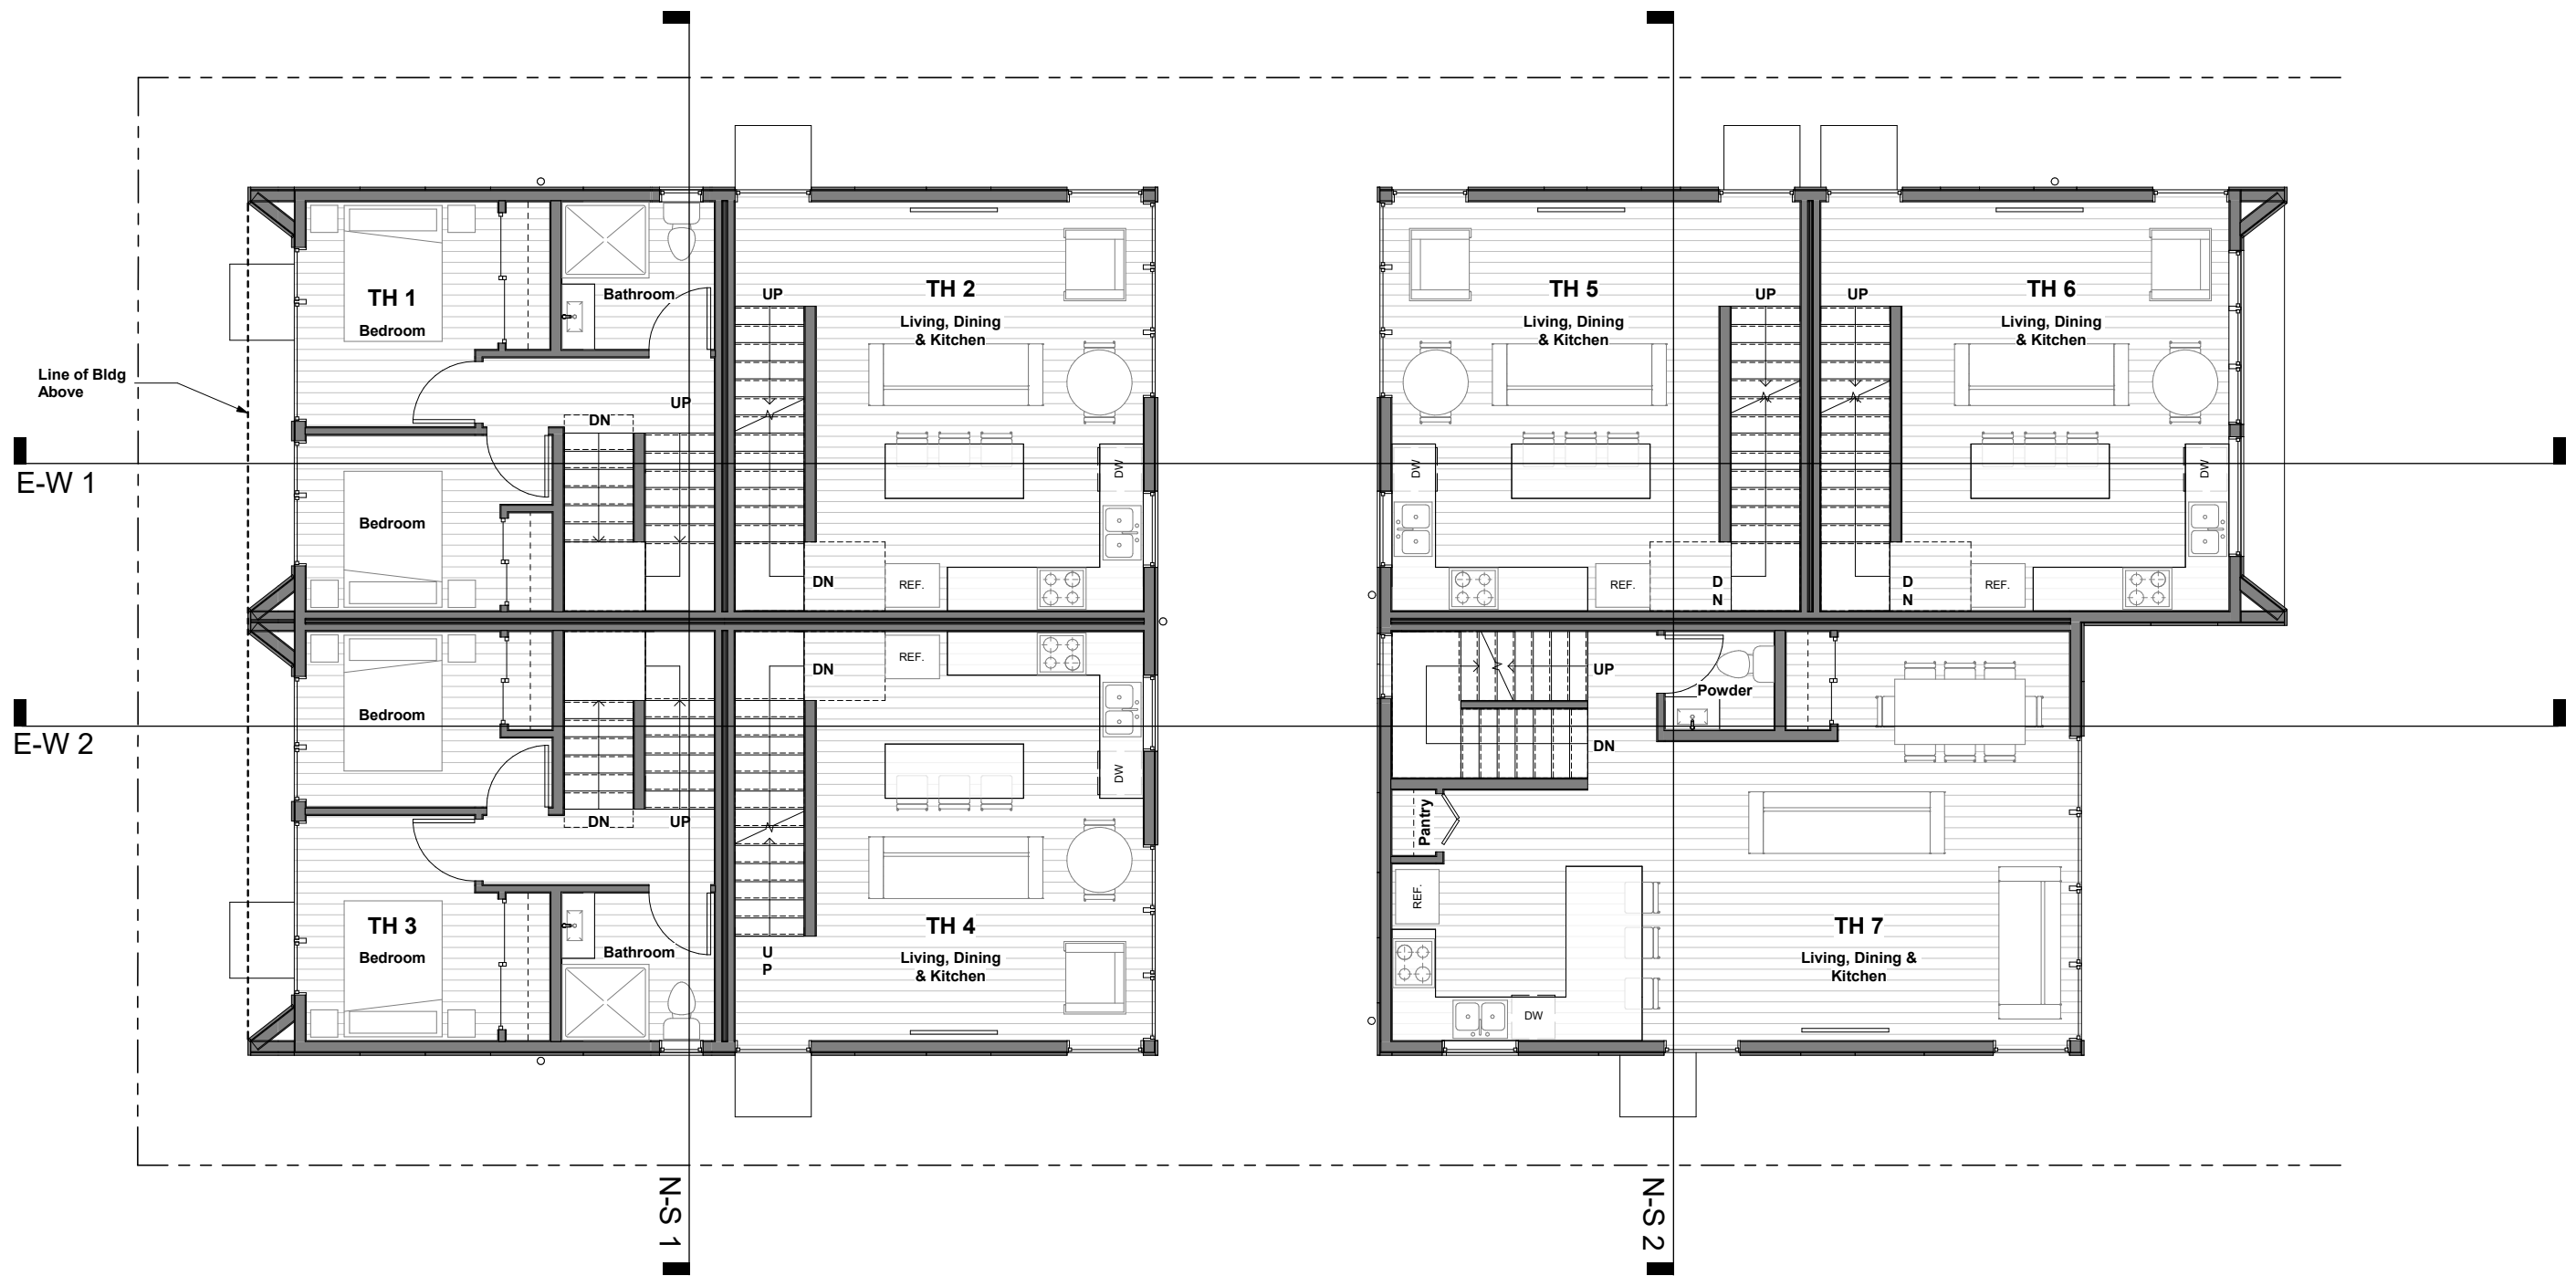 TH 1
Bedroom
Bathroom
UP
TH 2
Living, Dining
& Kitchen
Line of Bldg
Above
UP
DN
DW
E-W 1
Bedroom
DN
REF.
TH 5
Living, Dining
& Kitchen
UP
UP
TH 6
Living, Dining
& Kitchen
DW
DW
REF.
D
N
D
N
REF.
Bedroom
DN
REF.
E-W 2
DW
DN
UP
TH 3
Bedroom
Bathroom
U
P
TH 4
Living, Dining
& Kitchen
UP
Powder
DN
Pantry
REF.
DW
TH 7
Living, Dining &
Kitchen
N-S 1
N-S 2